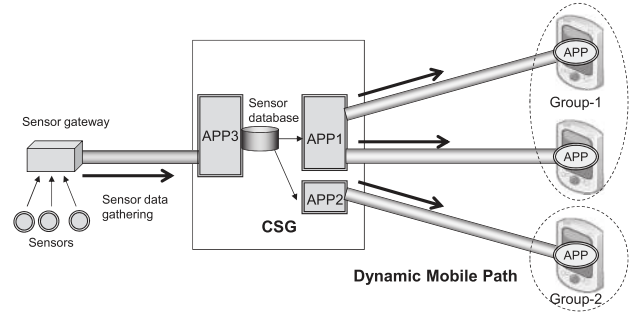 Sensor gateway
Sensor data
gathering
Sensors
APP3
Sensor
database
APP1
APP2
CSG
Dynamic Mobile Path
APP
Group-1
APP
APP
Group-2